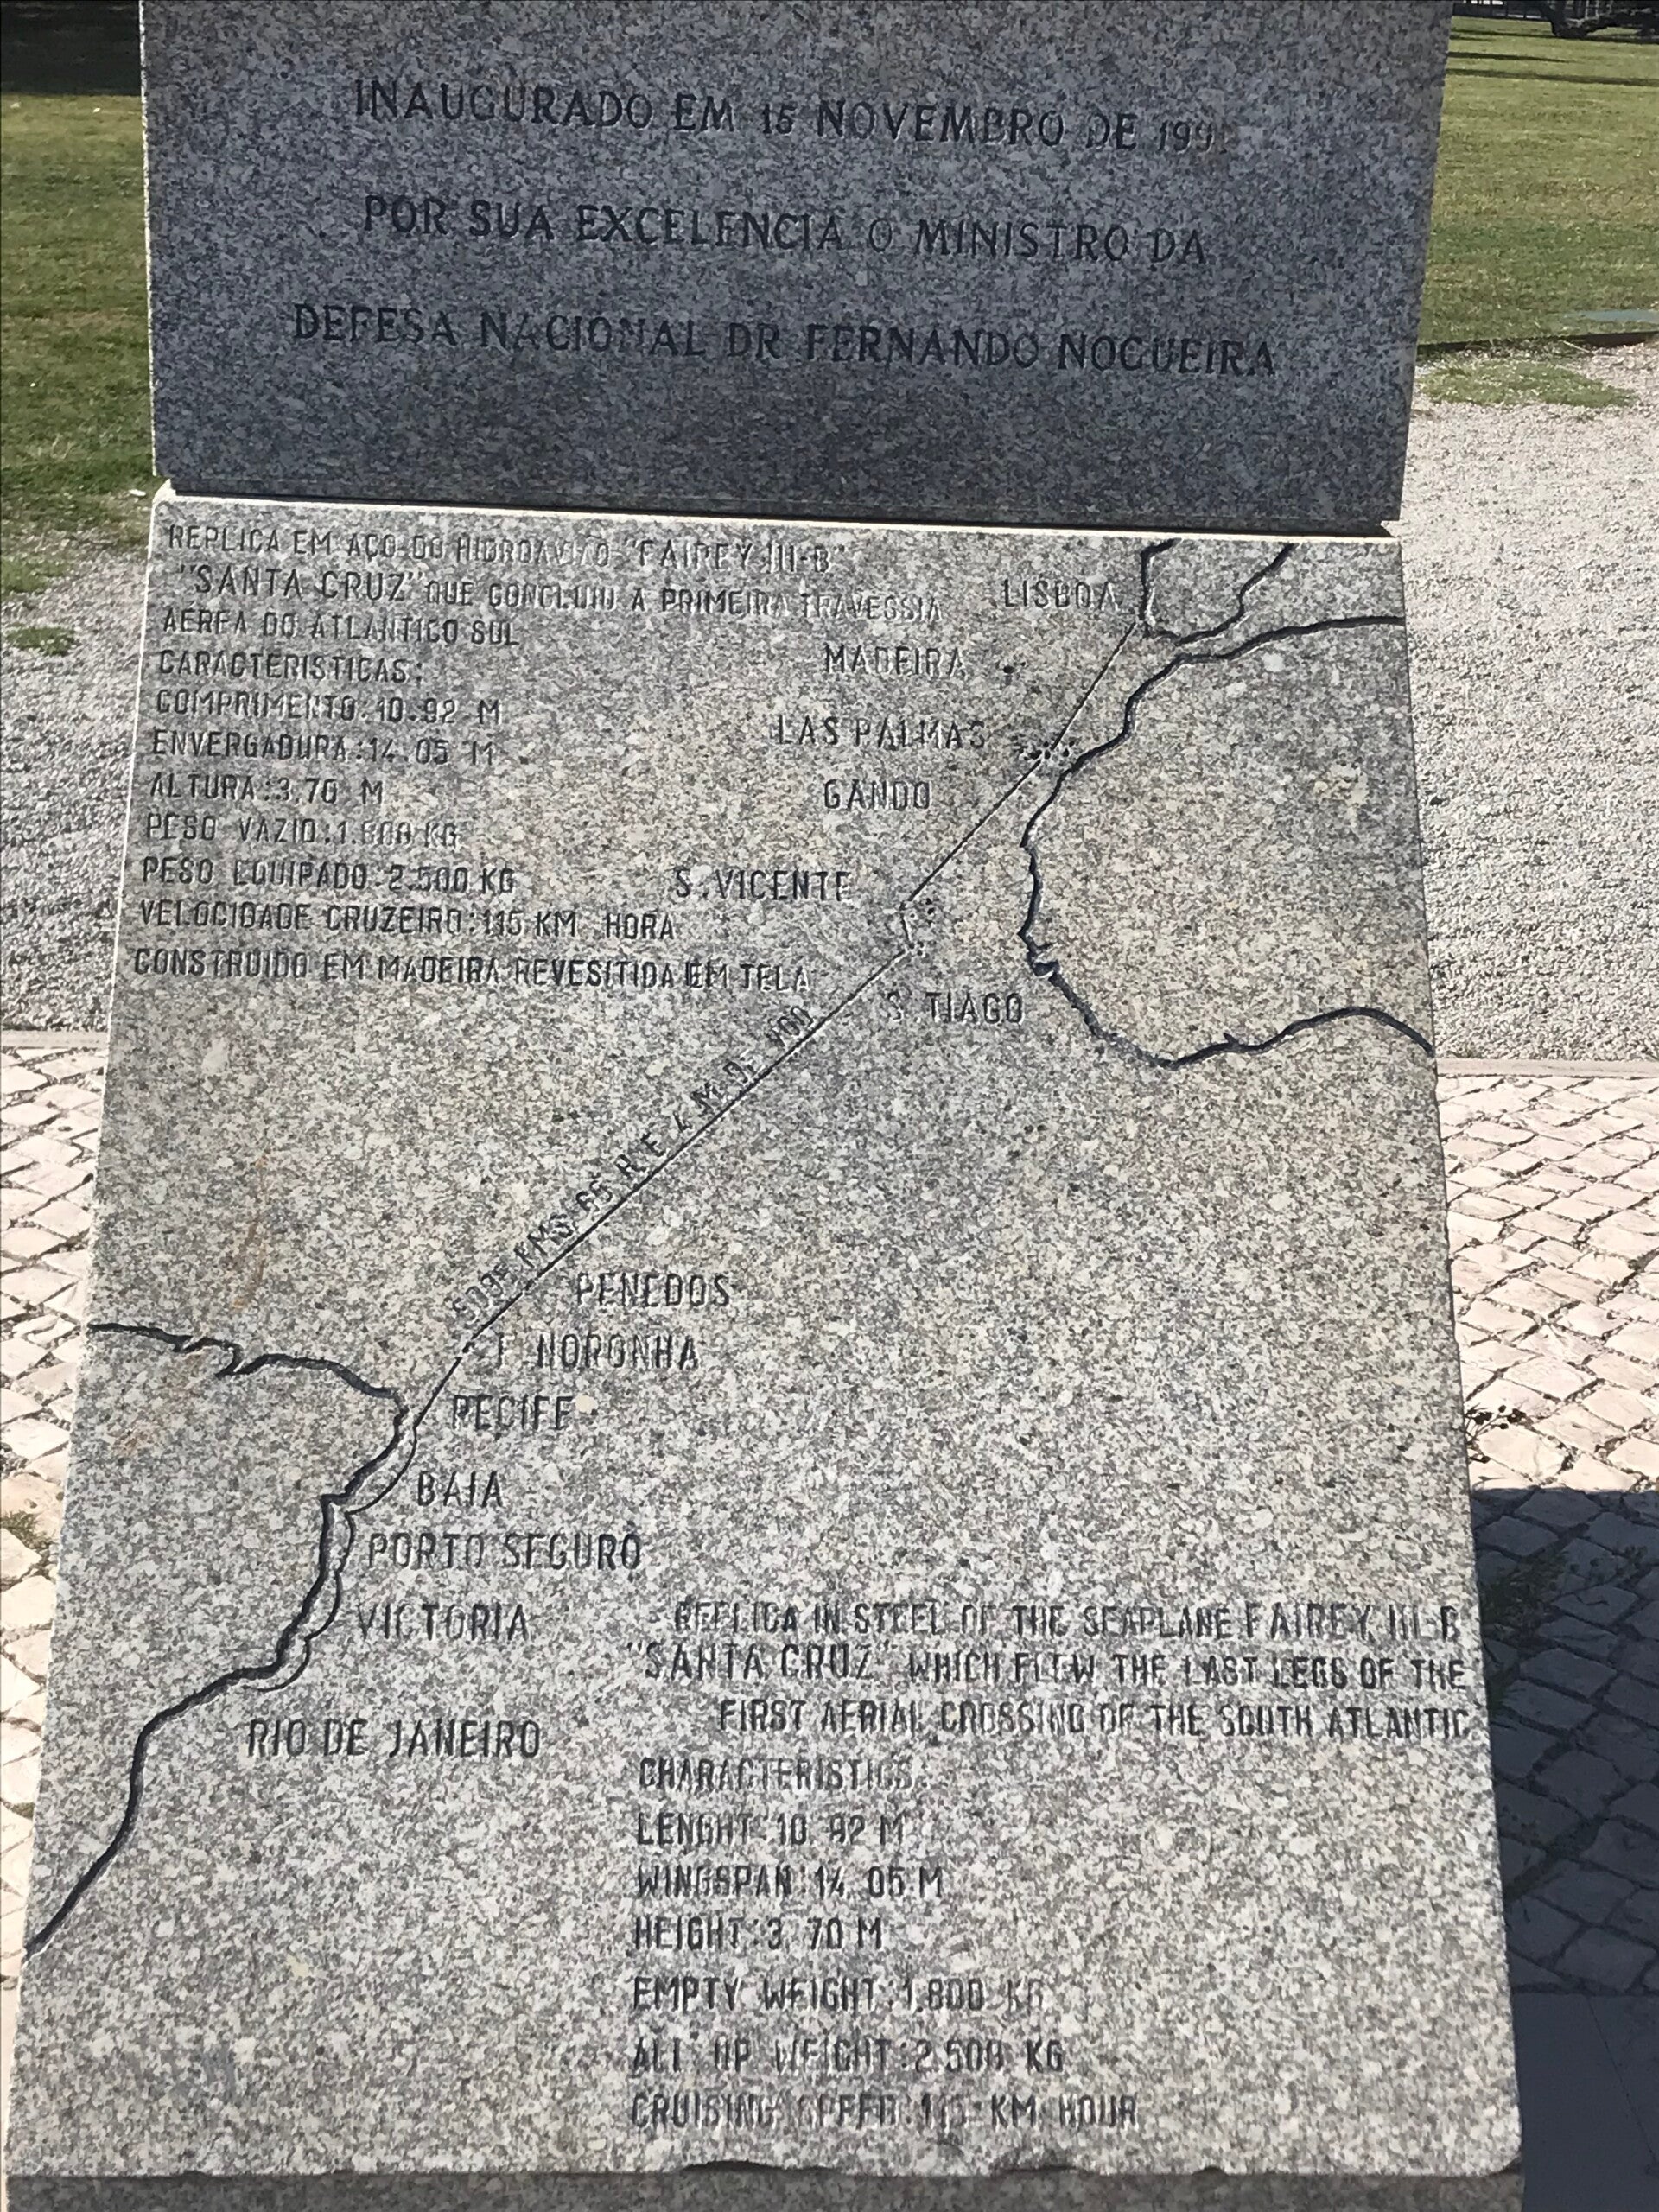 INAUGURADO EM 15 NOVEMBRO DE
POR SUA EXCELENCIA O MINISTRO DA
DEFESA NACIONAL DR FERNANDO NOGUEIRA
REPLICA EM AÇO DO HIDROAVIÃO "FAIREY III-B"
"SANTA CRUZ" QUE CONCLUIU A PRIMEIRA TRAVESSIA
AEREA DO ATLANTICO SUL
CARACTERISTICAS:
COMPRIMENTO:10.92 M
ENVERGADURA:14.05 M
ALTURA:3.70 M
PESO VAZIO:1.800 KG
PESO EQUIPADO:2.500 KG
VELOCIDADE CRUZEIRO:115 KM HORA
CONSTRUIDO EM MADEIRA REVESITIDA EM TELA
LISBOA
MADEIRA
LAS PALMAS
GANDO
S.VICENTE
S TIAGO
PENEDOS
F NORONHA
RECIFE
BAIA
PORTO SEGURO
VICTORIA
RIO DE JANEIRO
REPLICA IN STEEL OF THE SEAPLANE FAIREY III-B
"SANTA CRUZ" WHICH FLEW THE LAST LEGS OF THE
FIRST AERIAL CROSSING OF THE SOUTH ATLANTIC
CHARACTERISTICS:
LENGHT:10.92 M
WINGSPAN:14.05 M
HEIGHT:3.70 M
EMPTY WEIGHT:1.800 KG
ALL UP WEIGHT:2.500 KG
CRUISING SPEED:115 KM HOUR